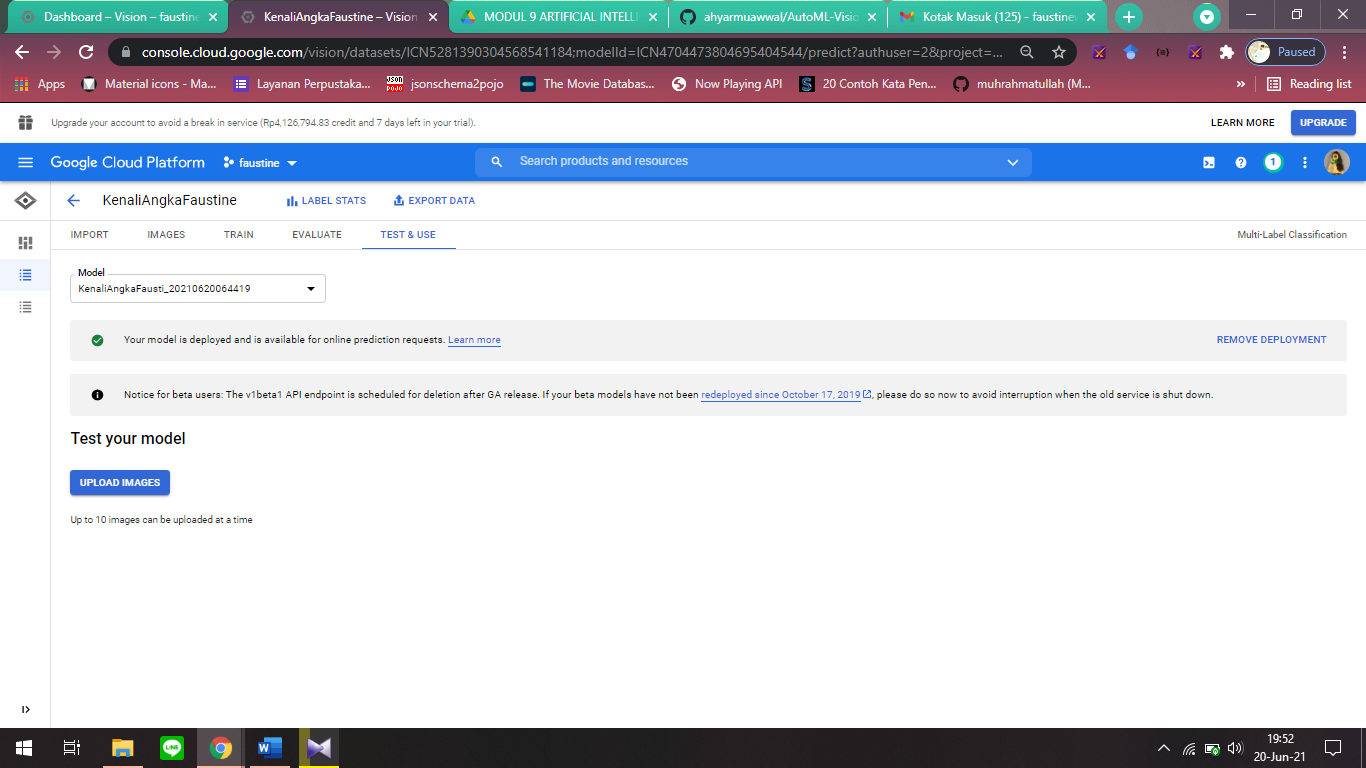 Dashboard – Vision – faustine
KenaliAngkaFaustine – Vision
MODUL 9 ARTIFICIAL INTELLI
ahyarmuawwal/AutoML-Visio
Kotak Masuk (125) - faustinev
console.cloud.google.com/vision/datasets/ICN5281390304568541184;modelId=ICN4704473804695404544/predict?authuser=2&project=...
Paused
Apps
Material icons - Ma...
Layanan Perpustaka...
JSON POJO
jsonschema2pojo
The Movie Databas...
Now Playing API
20 Contoh Kata Pen...
muhrahmatullah (M...
»
Reading list
Upgrade your account to avoid a break in service (Rp4,126,794.83 credit and 7 days left in your trial).
LEARN MORE
UPGRADE
Google Cloud Platform
faustine
Search products and resources
1
KenaliAngkaFaustine
LABEL STATS
EXPORT DATA
IMPORT
IMAGES
TRAIN
EVALUATE
TEST & USE
Multi-Label Classification
Model
KenaliAngkaFausti_20210620064419
Your model is deployed and is available for online prediction requests. Learn more
REMOVE DEPLOYMENT
Notice for beta users: The v1beta1 API endpoint is scheduled for deletion after GA release. If your beta models have not been redeployed since October 17, 2019, please do so now to avoid interruption when the old service is shut down.
Test your model
UPLOAD IMAGES
Up to 10 images can be uploaded at a time
LINE
19:52
20-Jun-21